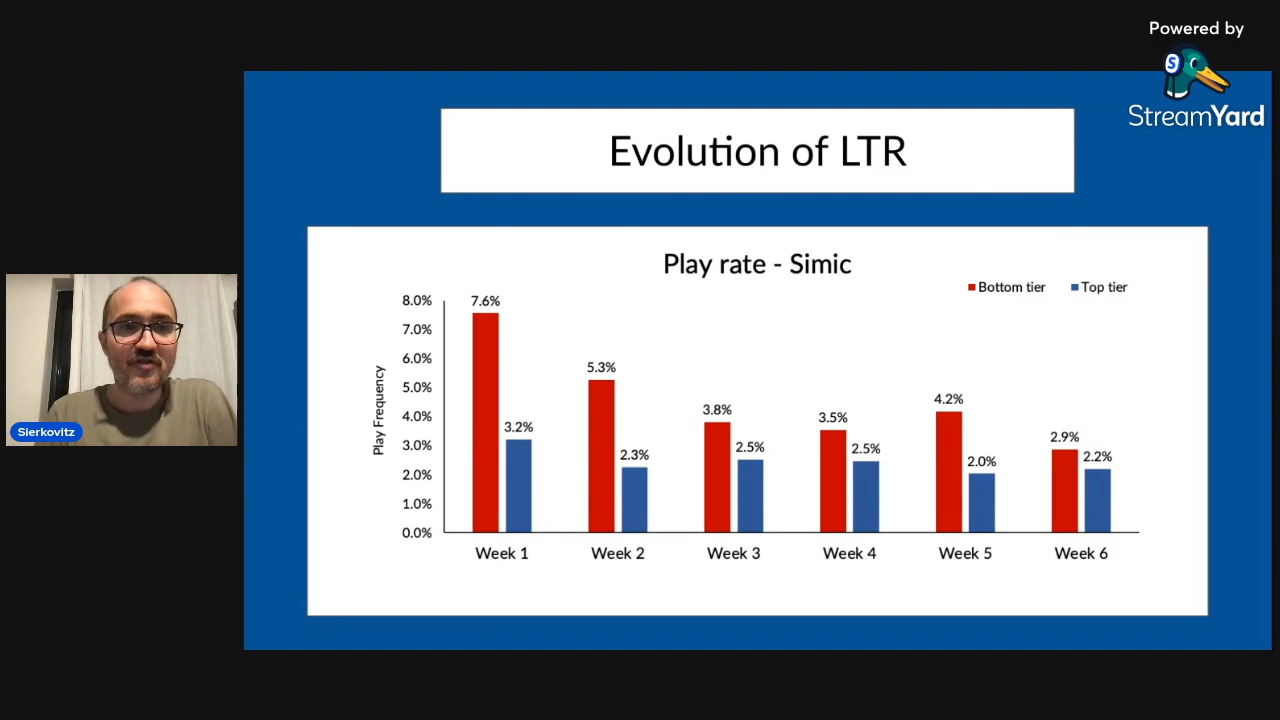 Powered by
S
StreamYard
Evolution of LTR
Play rate - Simic
Bottom tier Top tier
8.0%
7.0%
6.0%
5.0%
4.0%
3.0%
2.0%
1.0%
0.0%
Play Frequency
7.6% 3.2%
5.3% 2.3%
3.8% 2.5%
3.5% 2.5%
4.2% 2.0%
2.9% 2.2%
Week 1 Week 2 Week 3 Week 4 Week 5 Week 6
Sierkovitz